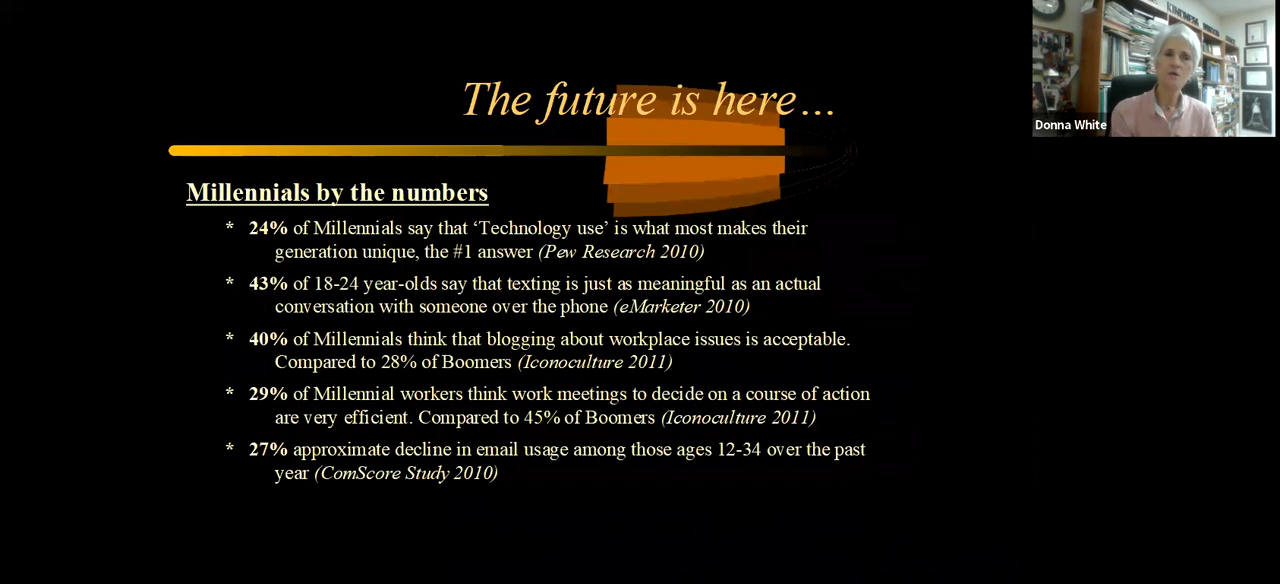 The future is here…
Donna White
Millennials by the numbers
* 24% of Millennials say that ‘Technology use’ is what most makes their
generation unique, the #1 answer (Pew Research 2010)
* 43% of 18-24 year-olds say that texting is just as meaningful as an actual
conversation with someone over the phone (eMarketer 2010)
* 40% of Millennials think that blogging about workplace issues is acceptable.
Compared to 28% of Boomers (Iconoculture 2011)
* 29% of Millennial workers think work meetings to decide on a course of action
are very efficient. Compared to 45% of Boomers (Iconoculture 2011)
* 27% approximate decline in email usage among those ages 12-34 over the past
year (ComScore Study 2010)